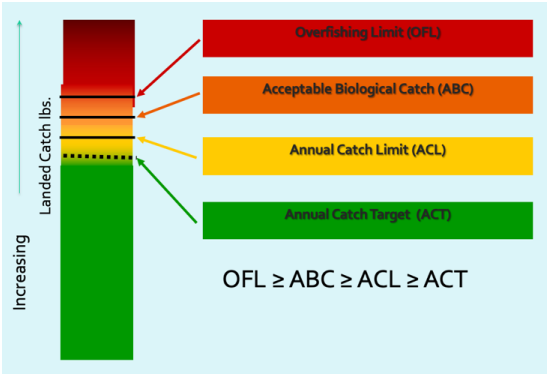 Overfishing Limit (OFL)
Acceptable Biological Catch (ABC)
Annual Catch Limit (ACL)
Annual Catch Target (ACT)
OFL ≥ ABC ≥ ACL ≥ ACT
Landed Catch lbs.
Increasing